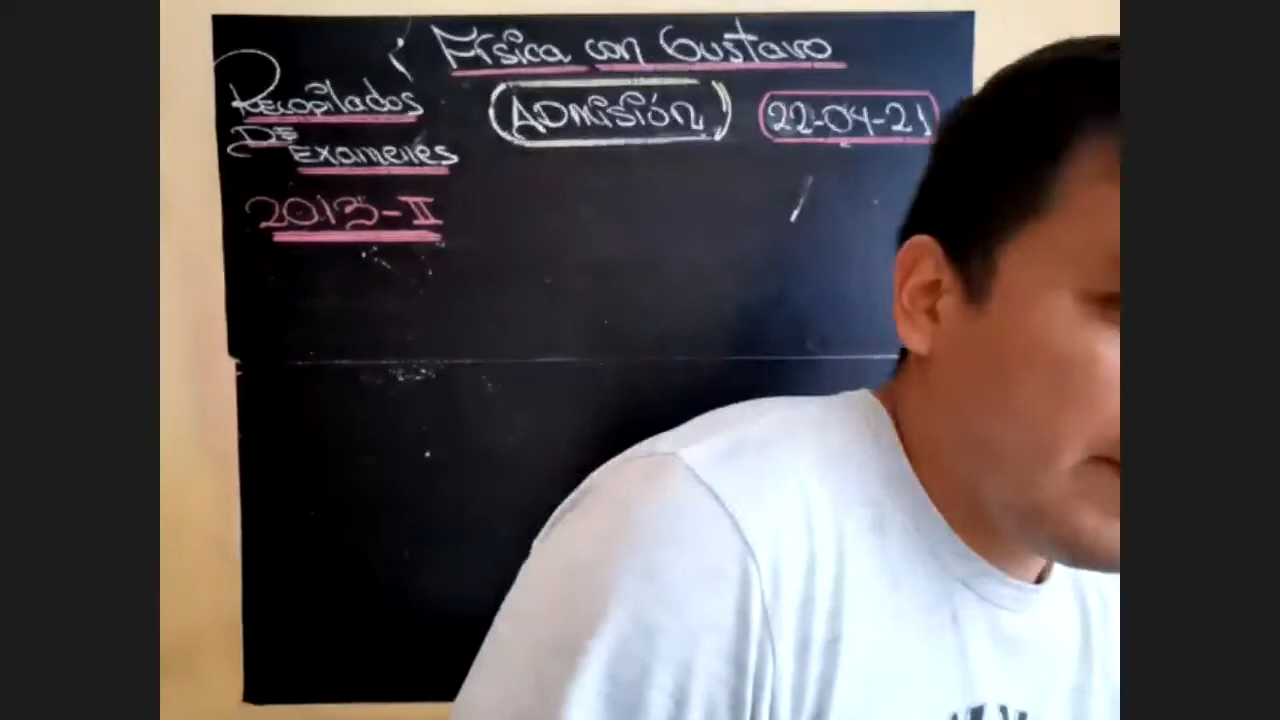 Física con Gustavo
Recopilados
DE
Exámenes
ADMISIÓN
22-04-21
2013-II